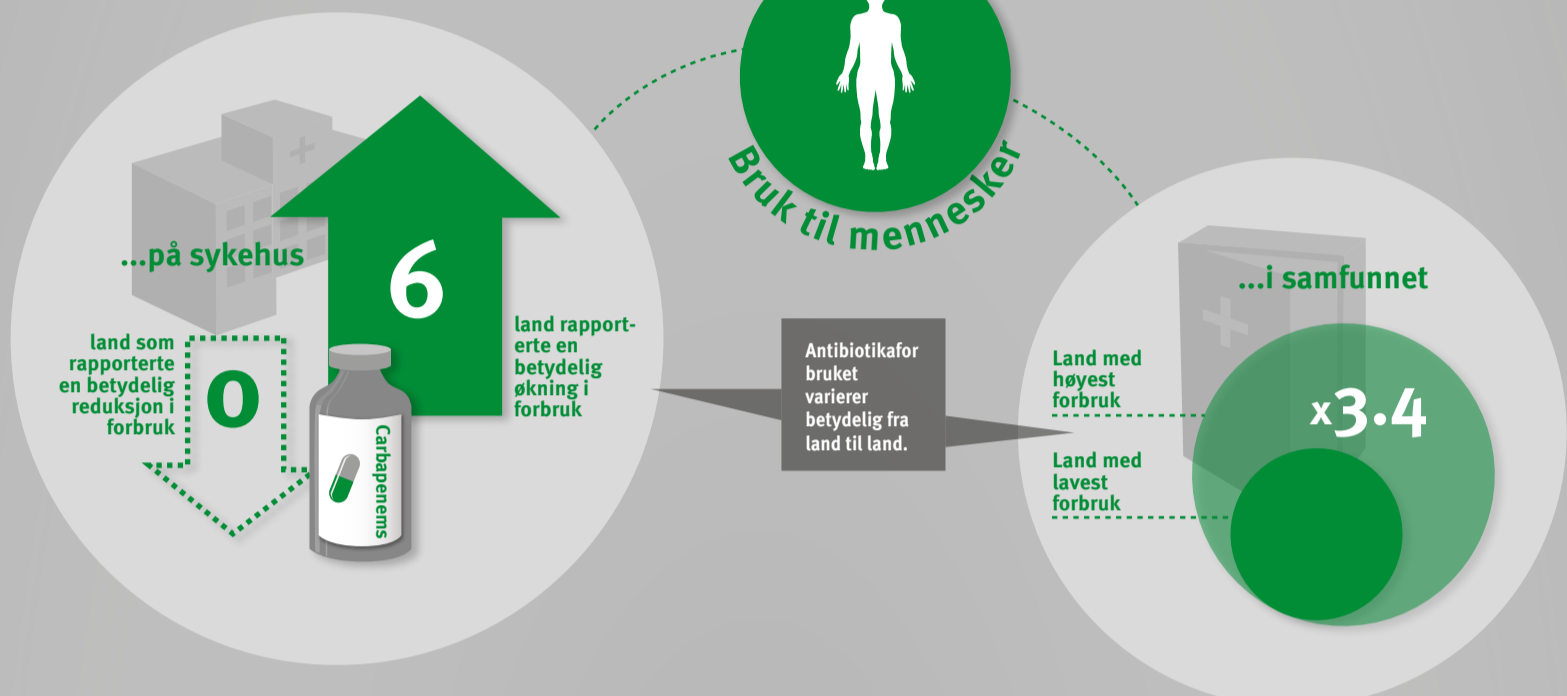 Bruk til mennesker
...på sykehus
6
land rapport-
erte en
betydelig
økning i
forbruk
land som
rapporterte
en betydelig
reduksjon i
forbruk
0
Carbapenems
Antibiotikafor
bruket
varierer
betydelig fra
land til land.
...i samfunnet
Land med
høyest
forbruk
x3.4
Land med
lavest
forbruk